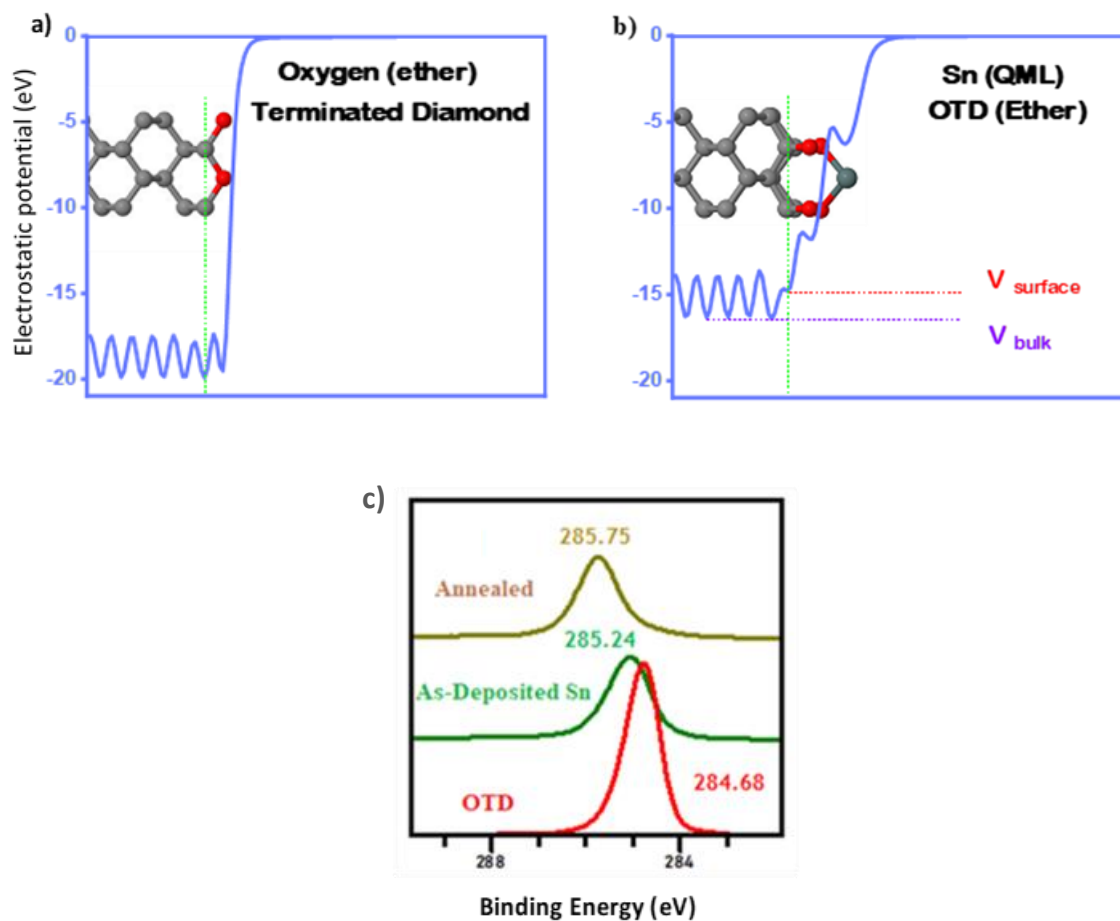 a)
b)
Electrostatic potential (eV)
0
-5
-10
-15
-20
Oxygen (ether)
Terminated Diamond
0
-5
-10
-15
-20
Sn (QML)
OTD (Ether)
V surface
V bulk
c)
285.75
Annealed
285.24
As-Deposited Sn
284.68
OTD
288
284
Binding Energy (eV)